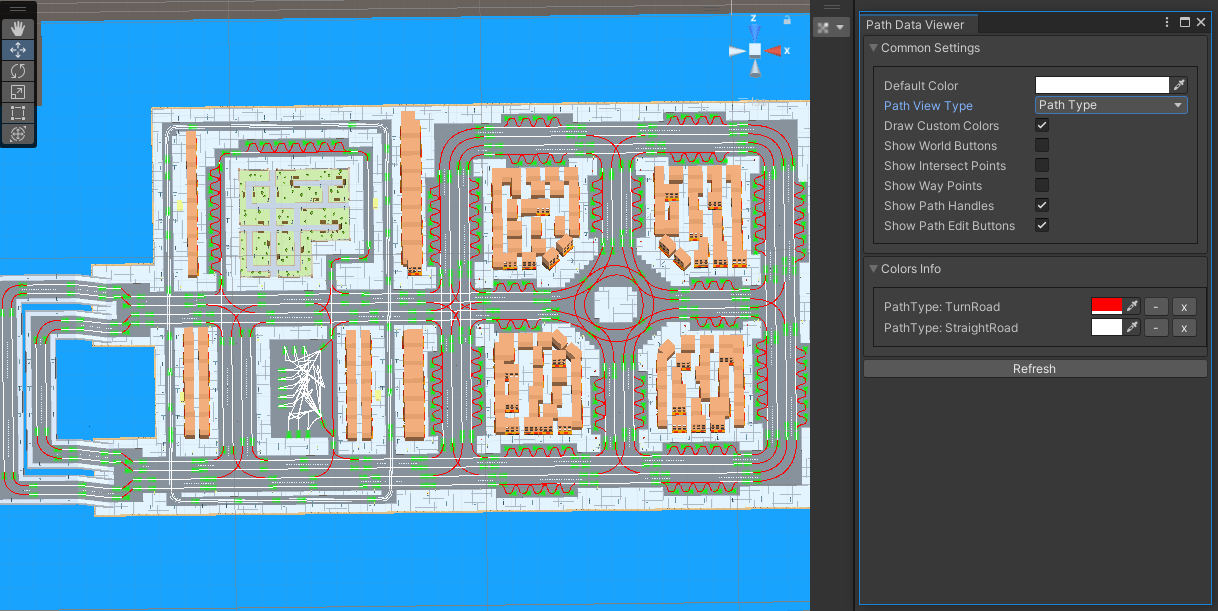 z
x
Path Data Viewer
Common Settings
Default Color
Path View Type
Path Type
Draw Custom Colors
Show World Buttons
Show Intersect Points
Show Way Points
Show Path Handles
Show Path Edit Buttons
Colors Info
PathType: TurnRoad
-
x
PathType: StraightRoad
-
x
Refresh